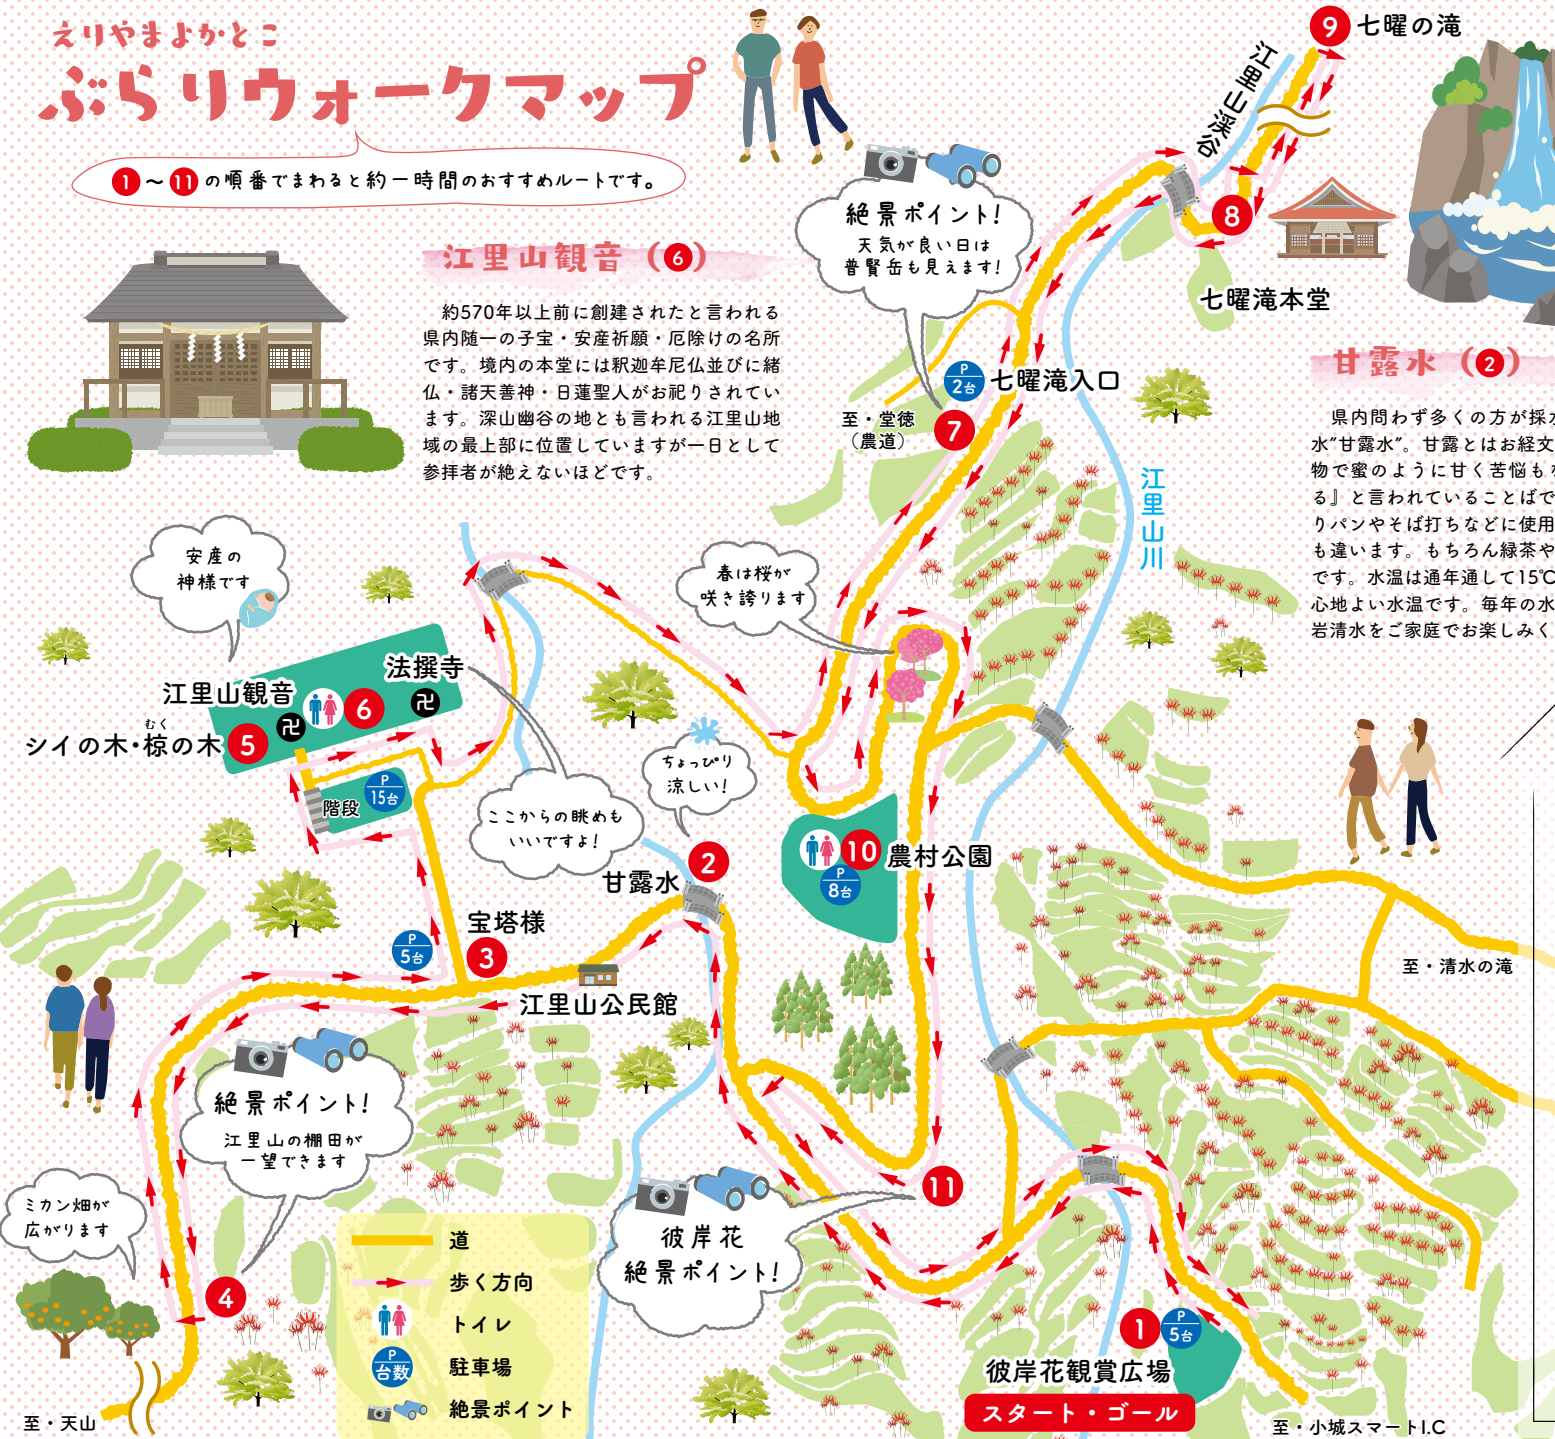 えりやまよかとこ
ぶらりウォークマップ
1～11の順番でまわると約一時間のおすすめルートです。
江里山観音（6）
約570年以上前に創建されたと言われる
県内随一の子宝・安産祈願・厄除けの名所
です。境内の本堂には釈迦牟尼仏並びに緒
仏・諸天善神・日蓮聖人がお祀りされてい
ます。深山幽谷の地とも言われる江里山地
域の最上部に位置していますが一日として
参拝者が絶えないほどです。
絶景ポイント!
天気が良い日は
普賢岳も見えます!
9 七曜の滝
江里山渓谷
8
七曜滝本堂
甘露水（2）
県内問わず多くの方が採水
水"甘露水"。甘露とはお経文
物で蜜のように甘く苦悩も
る』と言われていることばで
りパンやそば打ちなどに使用
も違います。もちろん緑茶や
です。水温は通年通して15℃
心地よい水温です。毎年の水
岩清水をご家庭でお楽しみく
P
2台
七曜滝入口
至・堂徳
（農道）
7
江里山川
安産の
神様です
春は桜が
咲き誇ります
法撰寺
江里山観音
卍
6
卍
むく
シイの木・椋の木
5
P
15台
階段
ちょっぴり
涼しい!
ここからの眺めも
いいですよ!
2
甘露水
10
農村公園
P
8台
宝塔様
3
P
5台
江里山公民館
至・清水の滝
絶景ポイント!
江里山の棚田が
一望できます
ミカン畑が
広がります
4
至・天山
彼岸花
絶景ポイント!
11
道
歩く方向
トイレ
P
台数
駐車場
絶景ポイント
1
P
5台
彼岸花観賞広場
スタート・ゴール
至・小城スマートI.C